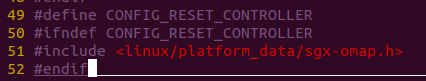 49 #define CONFIG_RESET_CONTROLLER
50 #ifndef CONFIG_RESET_CONTROLLER
51 #include <linux/platform_data/sgx-omap.h>
52 #endif